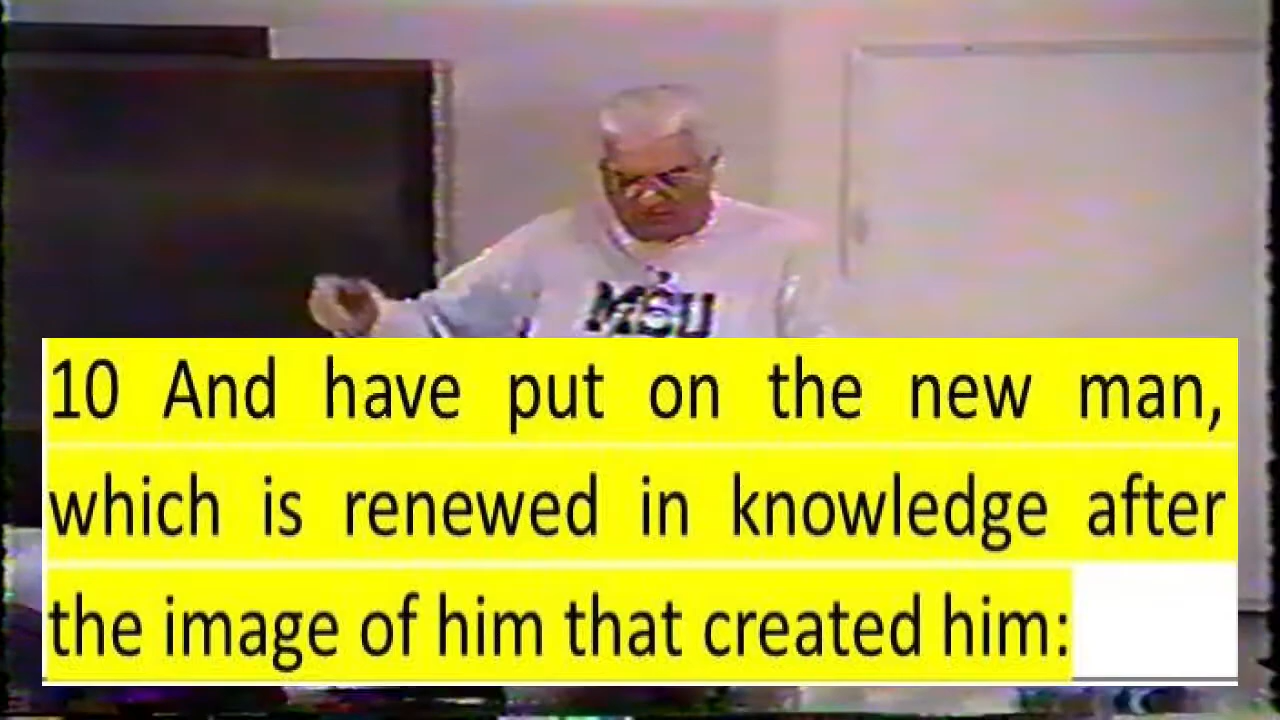 MSU
10 And have put on the new man,
which is renewed in knowledge after
the image of him that created him: